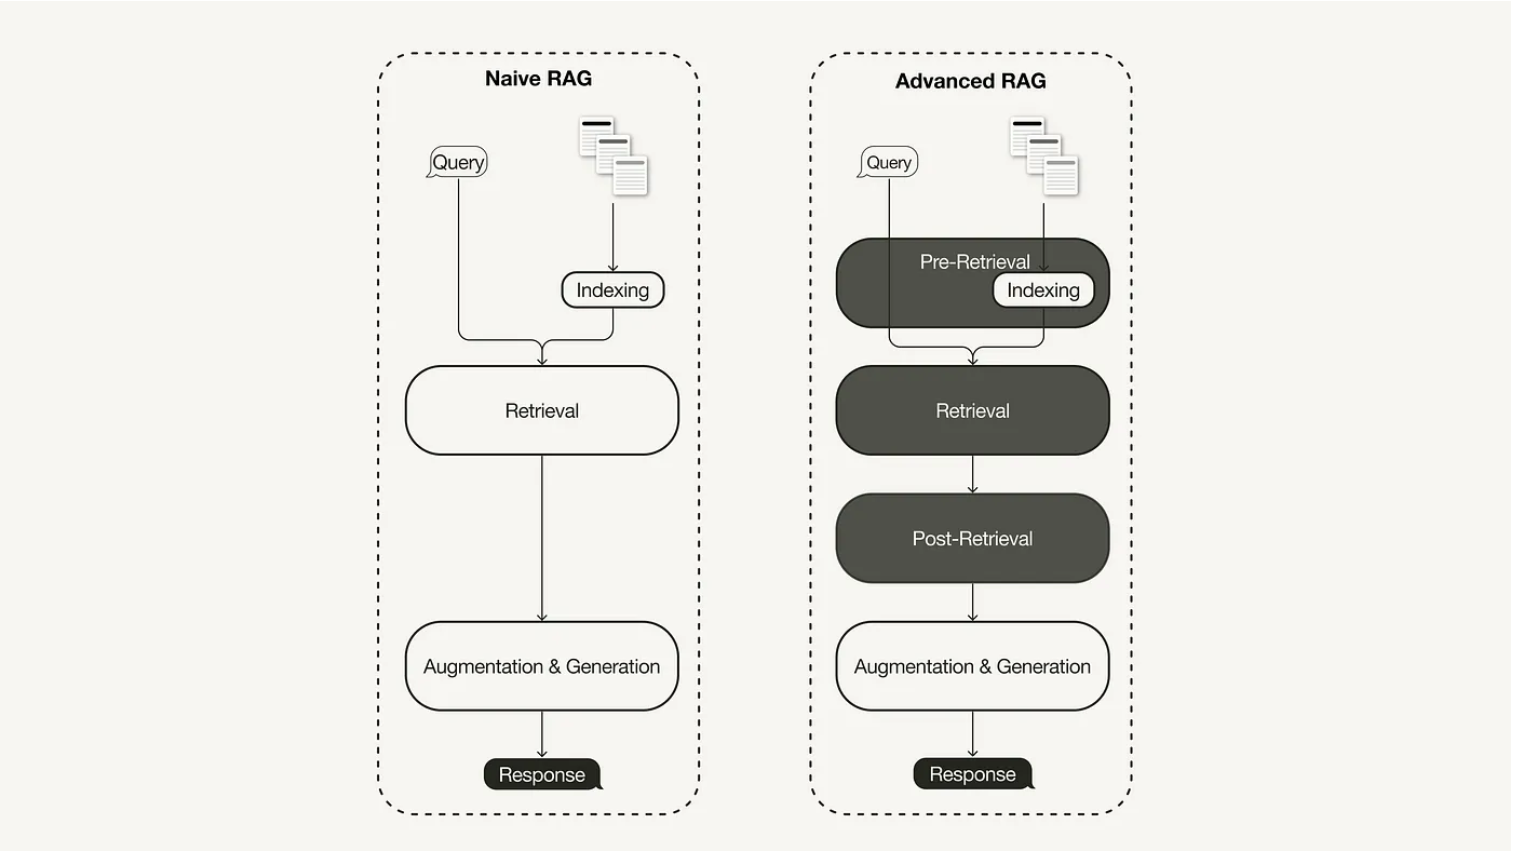 Naive RAG
Query
Indexing
Retrieval
Augmentation & Generation
Response
Advanced RAG
Query
Pre-Retrieval
Indexing
Retrieval
Post-Retrieval
Augmentation & Generation
Response